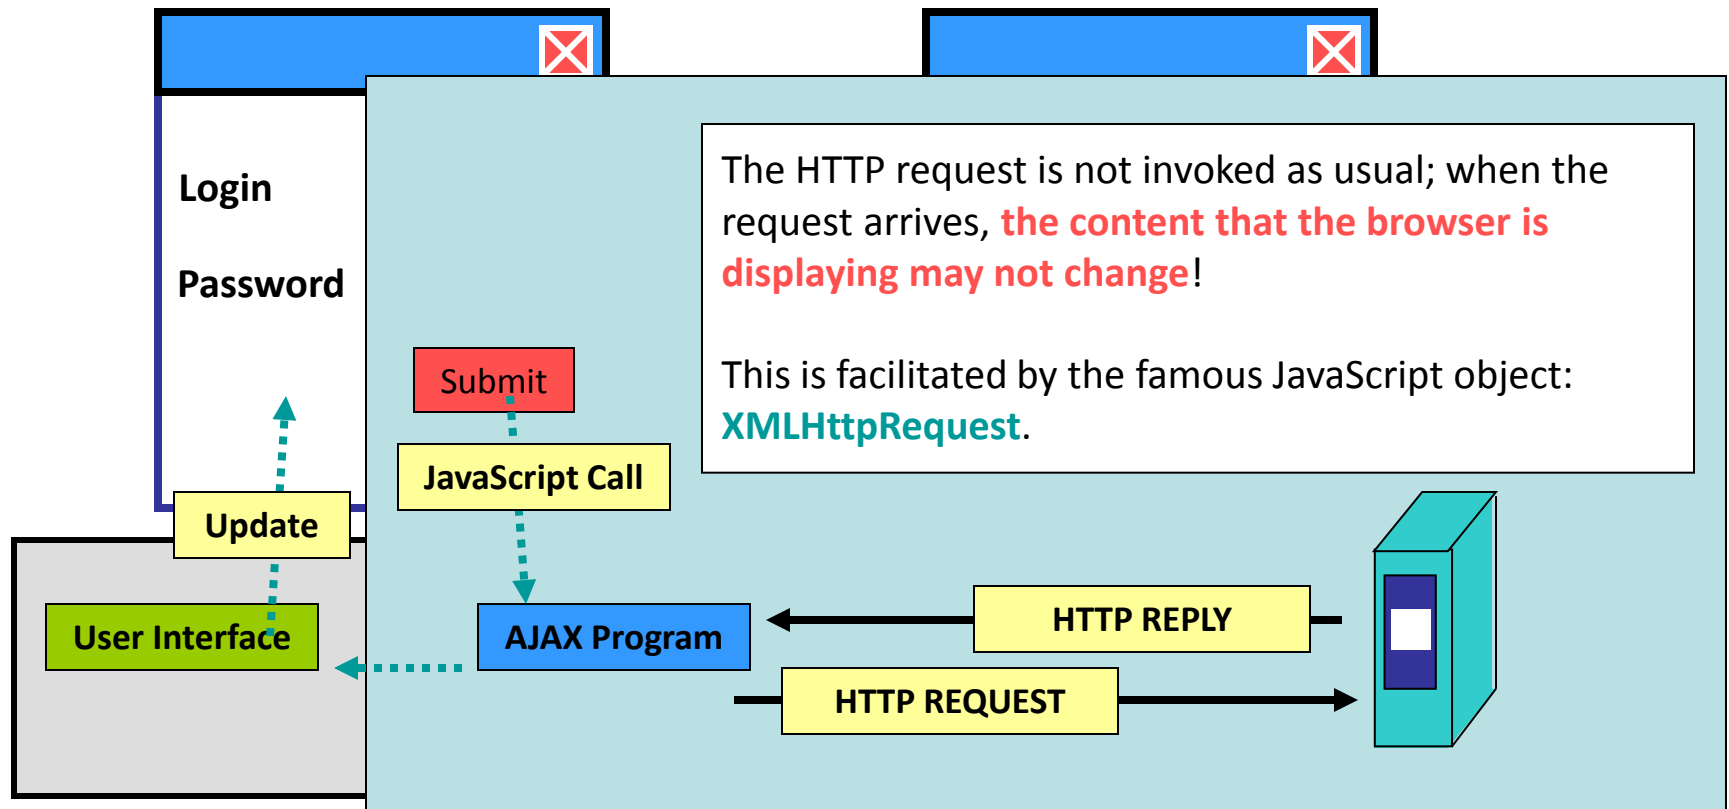 Login
Password
The HTTP request is not invoked as usual; when the
request arrives, the content that the browser is
displaying may not change!
This is facilitated by the famous JavaScript object:
XMLHttpRequest.
Submit
JavaScript Call
Update
User Interface
AJAX Program
HTTP REPLY
HTTP REQUEST